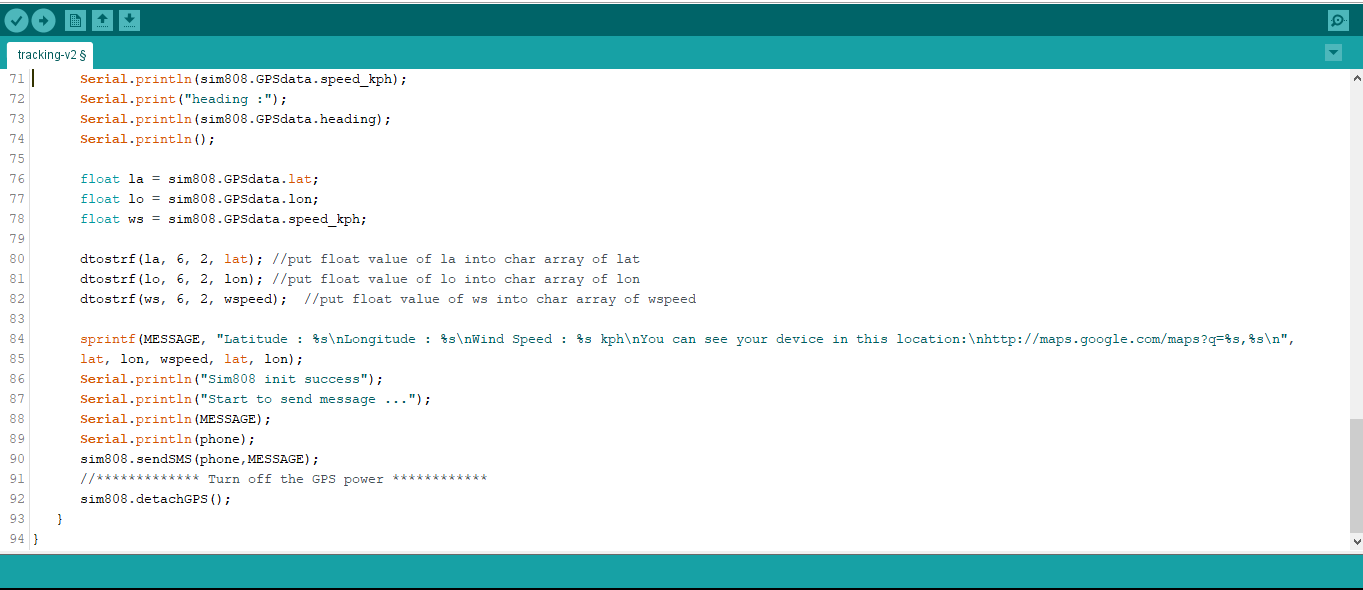 tracking-v2 §
71 Serial.println(sim808.GPSdata.speed_kph);
72 Serial.print("heading :");
73 Serial.println(sim808.GPSdata.heading);
74 Serial.println();
75
76 float la = sim808.GPSdata.lat;
77 float lo = sim808.GPSdata.lon;
78 float ws = sim808.GPSdata.speed_kph;
79
80 dtostrf(la, 6, 2, lat); //put float value of la into char array of lat
81 dtostrf(lo, 6, 2, lon); //put float value of lo into char array of lon
82 dtostrf(ws, 6, 2, wspeed);  //put float value of ws into char array of wspeed
83
84 sprintf(MESSAGE, "Latitude : %s\nLongitude : %s\nWind Speed : %s kph\nYou can see your device in this location:\nhttp://maps.google.com/maps?q=%s,%s\n",
85 lat, lon, wspeed, lat, lon);
86 Serial.println("Sim808 init success");
87 Serial.println("Start to send message ...");
88 Serial.println(MESSAGE);
89 Serial.println(phone);
90 sim808.sendSMS(phone,MESSAGE);
91 //************* Turn off the GPS power ************
92 sim808.detachGPS();
93 }
94 }